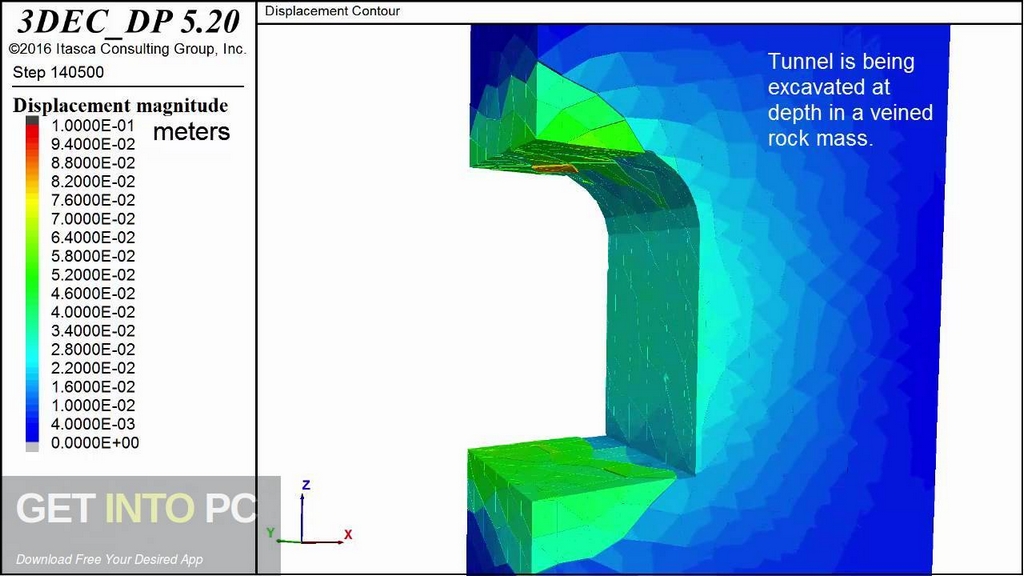 3DEC_DP 5.20
©2016 Itasca Consulting Group, Inc.
Step 140500
Displacement magnitude
meters
1.0000E-01
9.4000E-02
8.8000E-02
8.2000E-02
7.6000E-02
7.0000E-02
6.4000E-02
5.8000E-02
5.2000E-02
4.6000E-02
4.0000E-02
3.4000E-02
2.8000E-02
2.2000E-02
1.6000E-02
1.0000E-02
4.0000E-03
0.0000E+00
GET INTO PC
Download Free Your Desired App
Displacement Contour
Tunnel is being
excavated at
depth in a veined
rock mass.
Z
Y
X